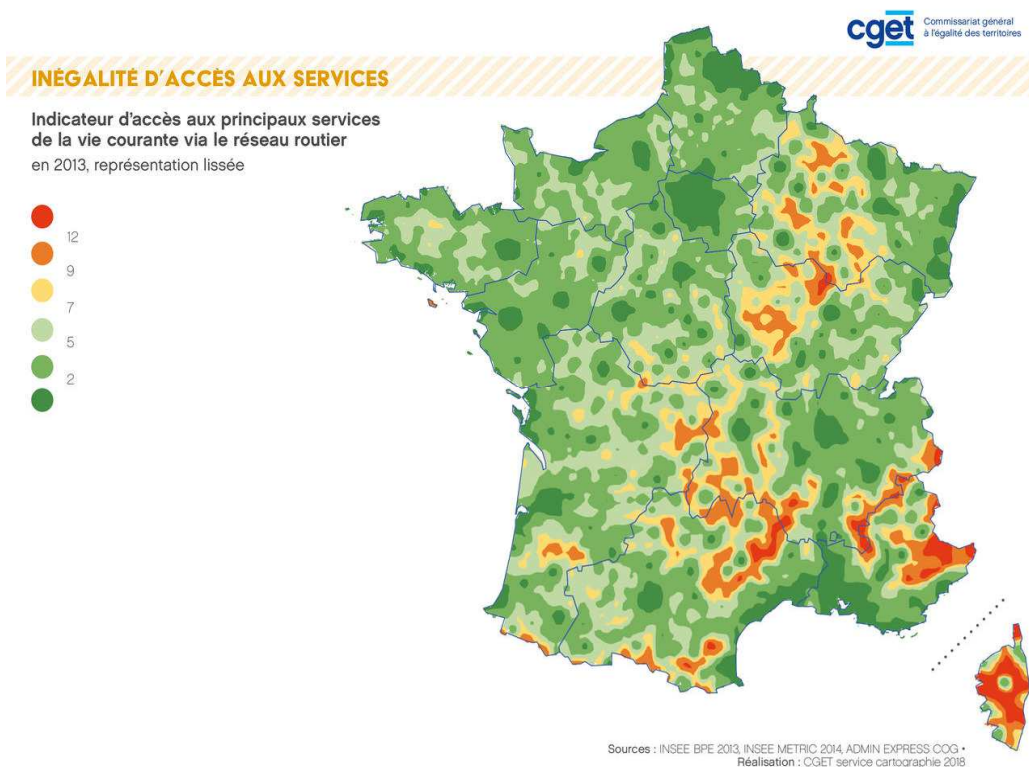 cget
Commissariat général
à l'égalité des territoires
INÉGALITÉ D'ACCÈS AUX SERVICES
Indicateur d'accès aux principaux services
de la vie courante via le réseau routier
en 2013, représentation lissée
12
9
7
5
2
Sources : INSEE BPE 2013, INSEE METRIC 2014, ADMIN EXPRESS COG •
Réalisation : CGET service cartographie 2018